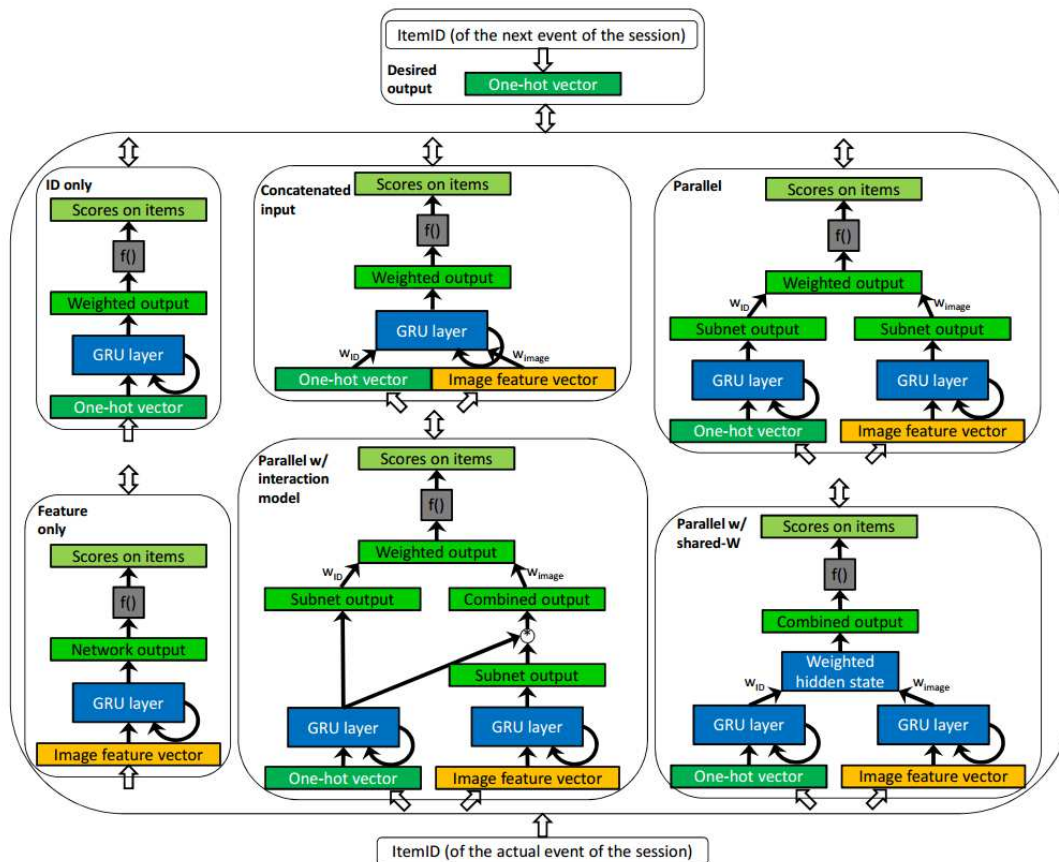 ItemID (of the next event of the session)
Desired
output
One-hot vector
ID only
Scores on items
f()
Weighted output
GRU layer
One-hot vector
Concatenated
input
Scores on items
f()
Weighted output
GRU layer
wID
wimage
One-hot vector
Image feature vector
Parallel
Scores on items
f()
Weighted output
wID
wimage
Subnet output
Subnet output
GRU layer
GRU layer
One-hot vector
Image feature vector
Feature
only
Scores on items
f()
Network output
GRU layer
Image feature vector
Parallel w/
interaction
model
Scores on items
f()
Weighted output
wID
wimage
Subnet output
Combined output
*
Subnet output
GRU layer
GRU layer
One-hot vector
Image feature vector
Parallel w/
shared-W
Scores on items
f()
Combined output
Weighted
hidden state
wID
wimage
GRU layer
GRU layer
One-hot vector
Image feature vector
ItemID (of the actual event of the session)